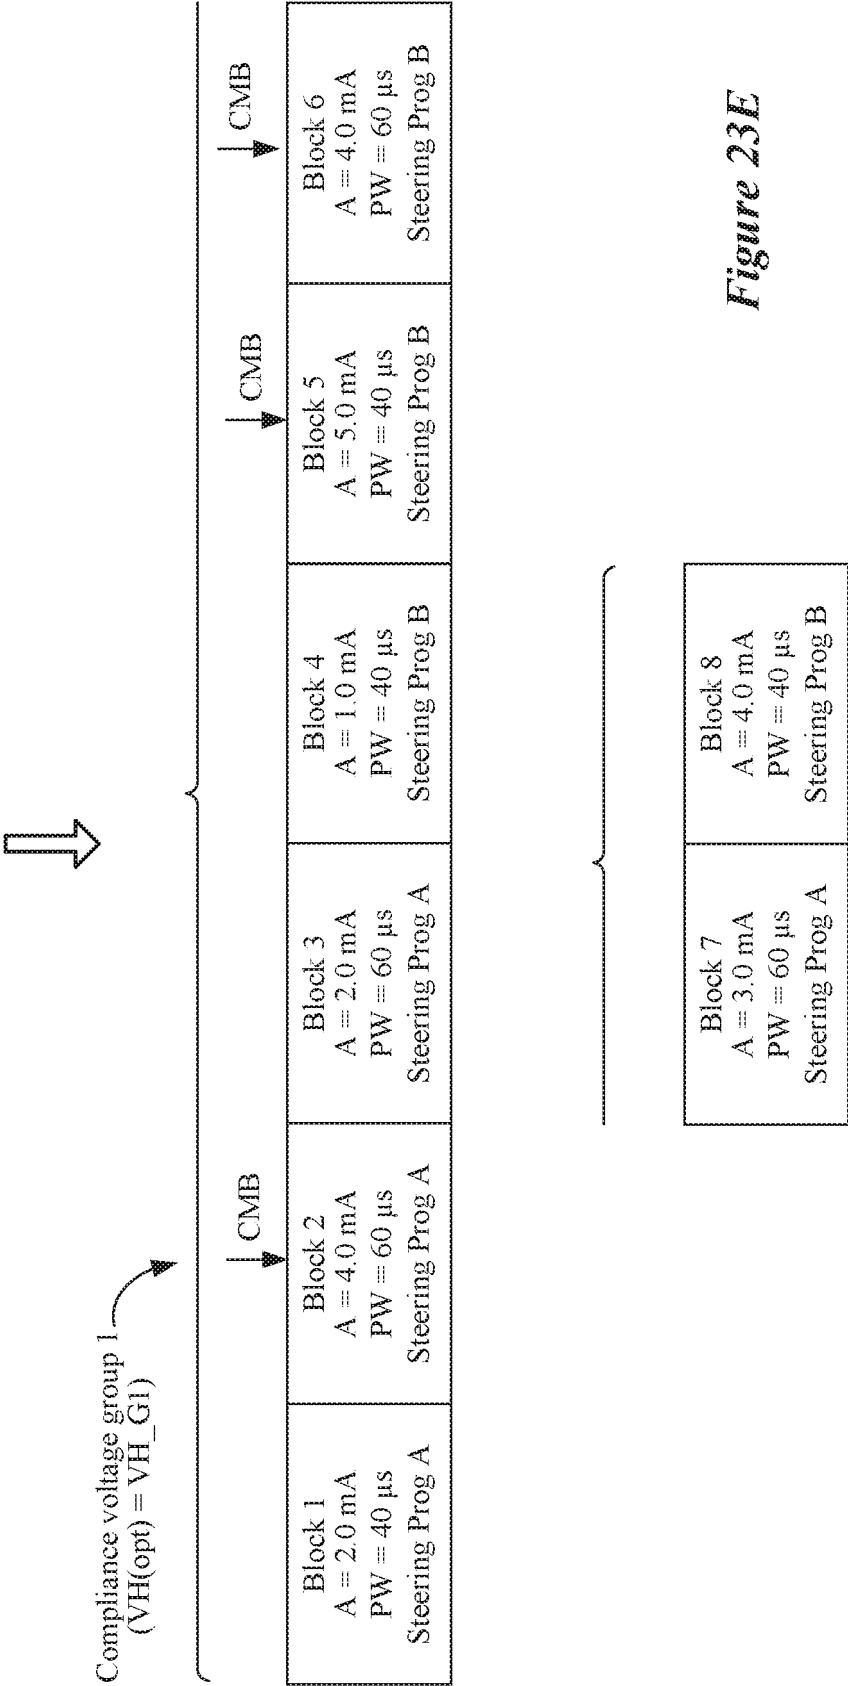 Compliance voltage group 1
(VH(opt) = VH_G1)
CMB
CMB
CMB
Block 1
A = 2.0 mA
PW = 40 µs
Steering Prog A
Block 2
A = 4.0 mA
PW = 60 µs
Steering Prog A
Block 3
A = 2.0 mA
PW = 60 µs
Steering Prog A
Block 4
A = 1.0 mA
PW = 40 µs
Steering Prog B
Block 5
A = 5.0 mA
PW = 40 µs
Steering Prog B
Block 6
A = 4.0 mA
PW = 60 µs
Steering Prog B
Block 7
A = 3.0 mA
PW = 60 µs
Steering Prog A
Block 8
A = 4.0 mA
PW = 40 µs
Steering Prog B
Figure 23E